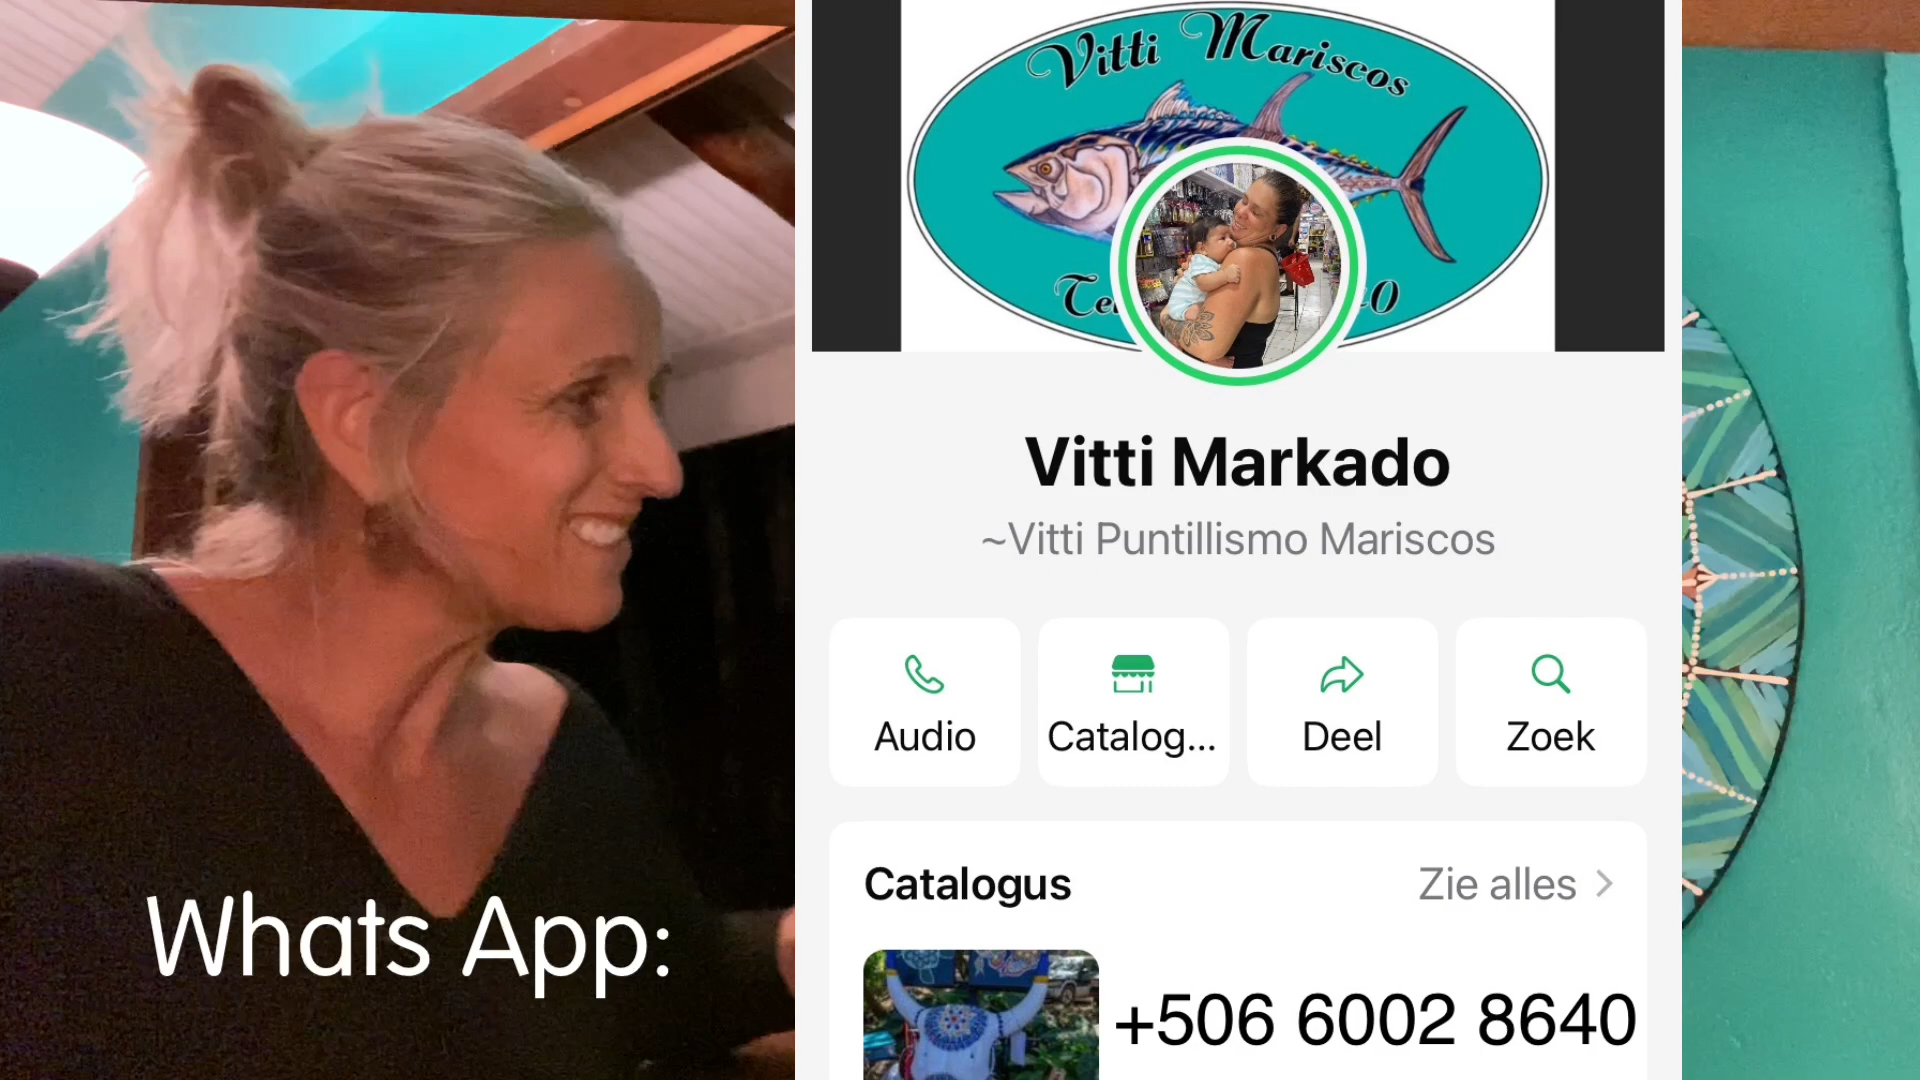 Vitti Mariscos
Vitti Markado
~Vitti Puntillismo Mariscos
Audio
Catalog...
Deel
Zoek
Catalogus
Zie alles
Whats App:
+506 6002 8640